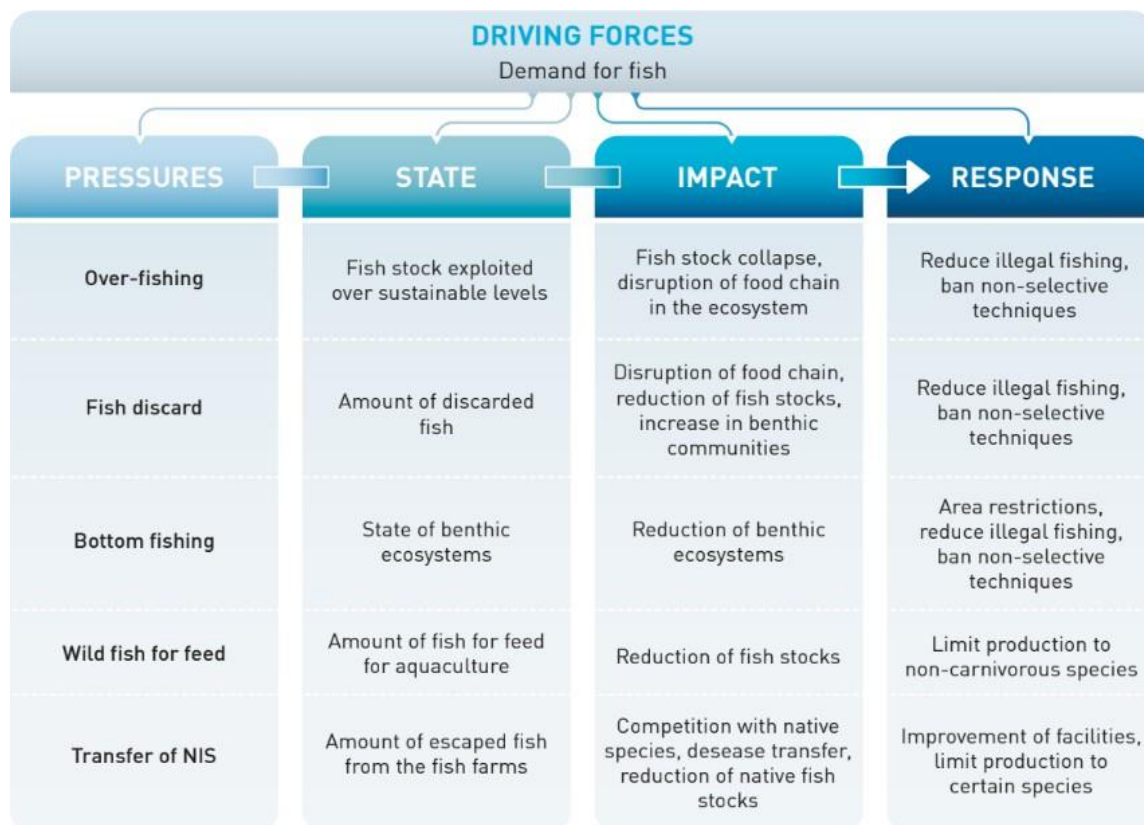 DRIVING FORCES
Demand for fish
PRESSURES
STATE
IMPACT
RESPONSE
Over-fishing
Fish stock exploited
over sustainable levels
Fish stock collapse,
disruption of food chain
in the ecosystem
Reduce illegal fishing,
ban non-selective
techniques
Fish discard
Amount of discarded
fish
Disruption of food chain,
reduction of fish stocks,
increase in benthic
communities
Reduce illegal fishing,
ban non-selective
techniques
Bottom fishing
State of benthic
ecosystems
Reduction of benthic
ecosystems
Area restrictions,
reduce illegal fishing,
ban non-selective
techniques
Wild fish for feed
Amount of fish for feed
for aquaculture
Reduction of fish stocks
Limit production to
non-carnivorous species
Transfer of NIS
Amount of escaped fish
from the fish farms
Competition with native
species, desease transfer,
reduction of native fish
stocks
Improvement of facilities,
limit production to
certain species